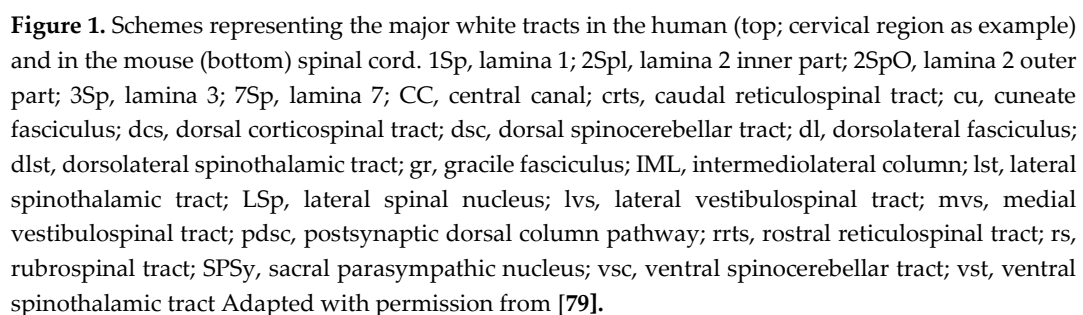 Figure 1. Schemes representing the major white tracts in the human (top; cervical region as example)
and in the mouse (bottom) spinal cord. 1Sp, lamina 1; 2Spl, lamina 2 inner part; 2SpO, lamina 2 outer
part; 3Sp, lamina 3; 7Sp, lamina 7; CC, central canal; crts, caudal reticulospinal tract; cu, cuneate
fasciculus; dcs, dorsal corticospinal tract; dsc, dorsal spinocerebellar tract; dl, dorsolateral fasciculus;
dlst, dorsolateral spinothalamic tract; gr, gracile fasciculus; IML, intermediolateral column; lst, lateral
spinothalamic tract; LSp, lateral spinal nucleus; lvs, lateral vestibulospinal tract; mvs, medial
vestibulospinal tract; pdsc, postsynaptic dorsal column pathway; rrts, rostral reticulospinal tract; rs,
rubrospinal tract; SPSy, sacral parasympathic nucleus; vsc, ventral spinocerebellar tract; vst, ventral
spinothalamic tract Adapted with permission from [79].